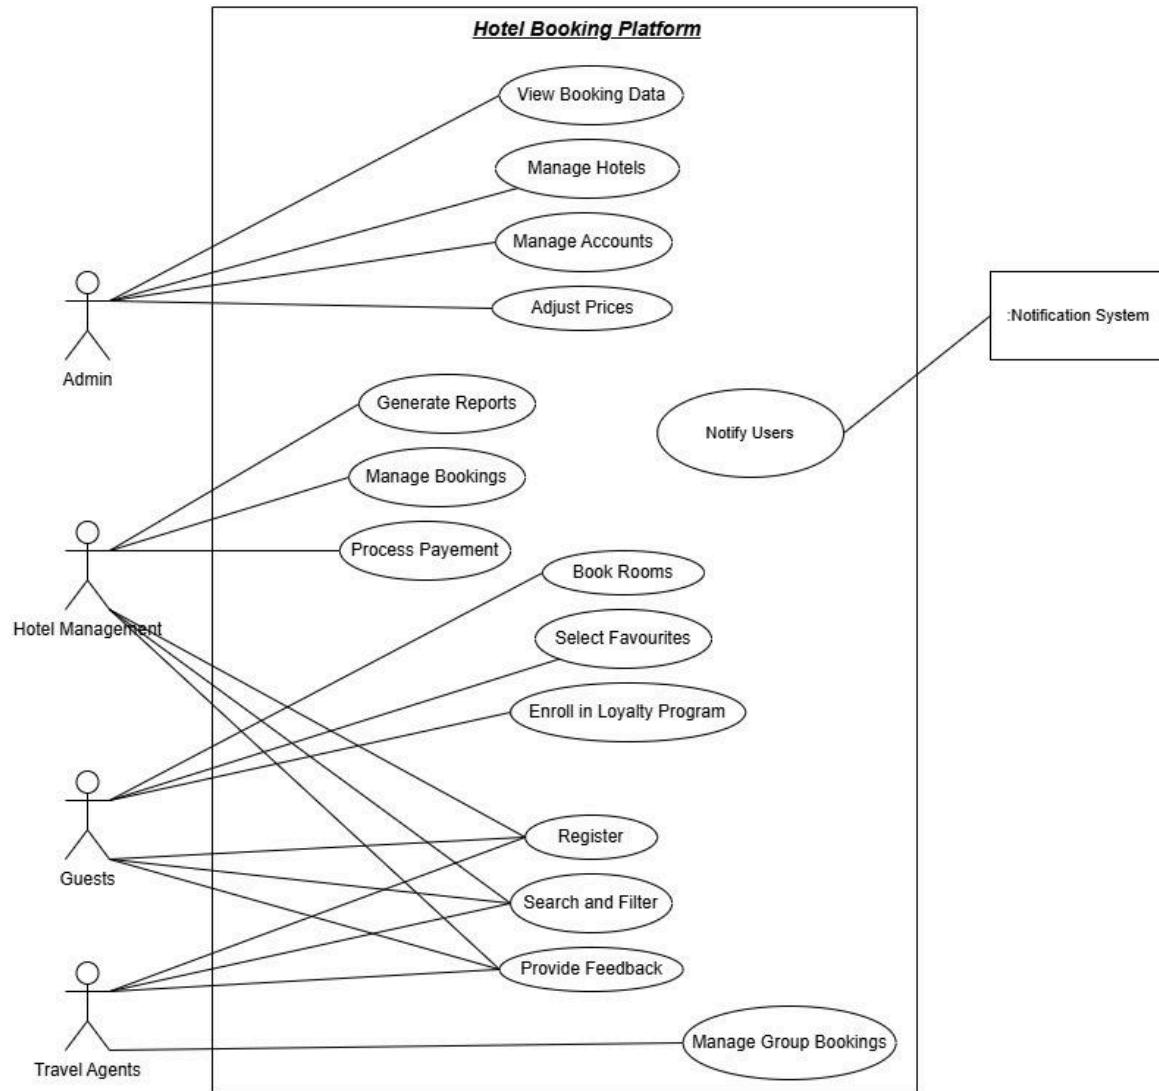 Hotel Booking Platform
View Booking Data
Manage Hotels
Manage Accounts
Adjust Prices
:Notification System
Admin
Generate Reports
Notify Users
Manage Bookings
Process Payement
Book Rooms
Hotel Management
Select Favourites
Enroll in Loyalty Program
Register
Guests
Search and Filter
Provide Feedback
Manage Group Bookings
Travel Agents